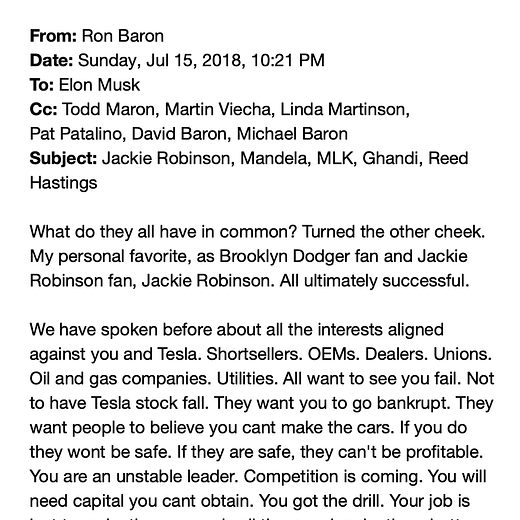 From: Ron Baron
Date: Sunday, Jul 15, 2018, 10:21 PM
To: Elon Musk
Cc: Todd Maron, Martin Viecha, Linda Martinson,
Pat Patalino, David Baron, Michael Baron
Subject: Jackie Robinson, Mandela, MLK, Ghandi, Reed
Hastings
What do they all have in common? Turned the other cheek.
My personal favorite, as Brooklyn Dodger fan and Jackie
Robinson fan, Jackie Robinson. All ultimately successful.
We have spoken before about all the interests aligned
against you and Tesla. Shortsellers. OEMs. Dealers. Unions.
Oil and gas companies. Utilities. All want to see you fail. Not
to have Tesla stock fall. They want you to go bankrupt. They
want people to believe you cant make the cars. If you do
they wont be safe. If they are safe, they can't be profitable.
You are an unstable leader. Competition is coming. You will
need capital you cant obtain. You got the drill. Your job is